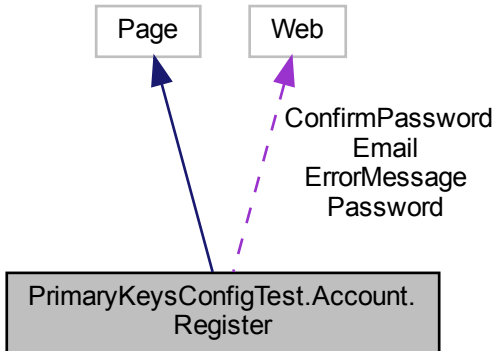 Page
Web
ConfirmPassword
Email
ErrorMessage
Password
PrimaryKeysConfigTest.Account.
Register